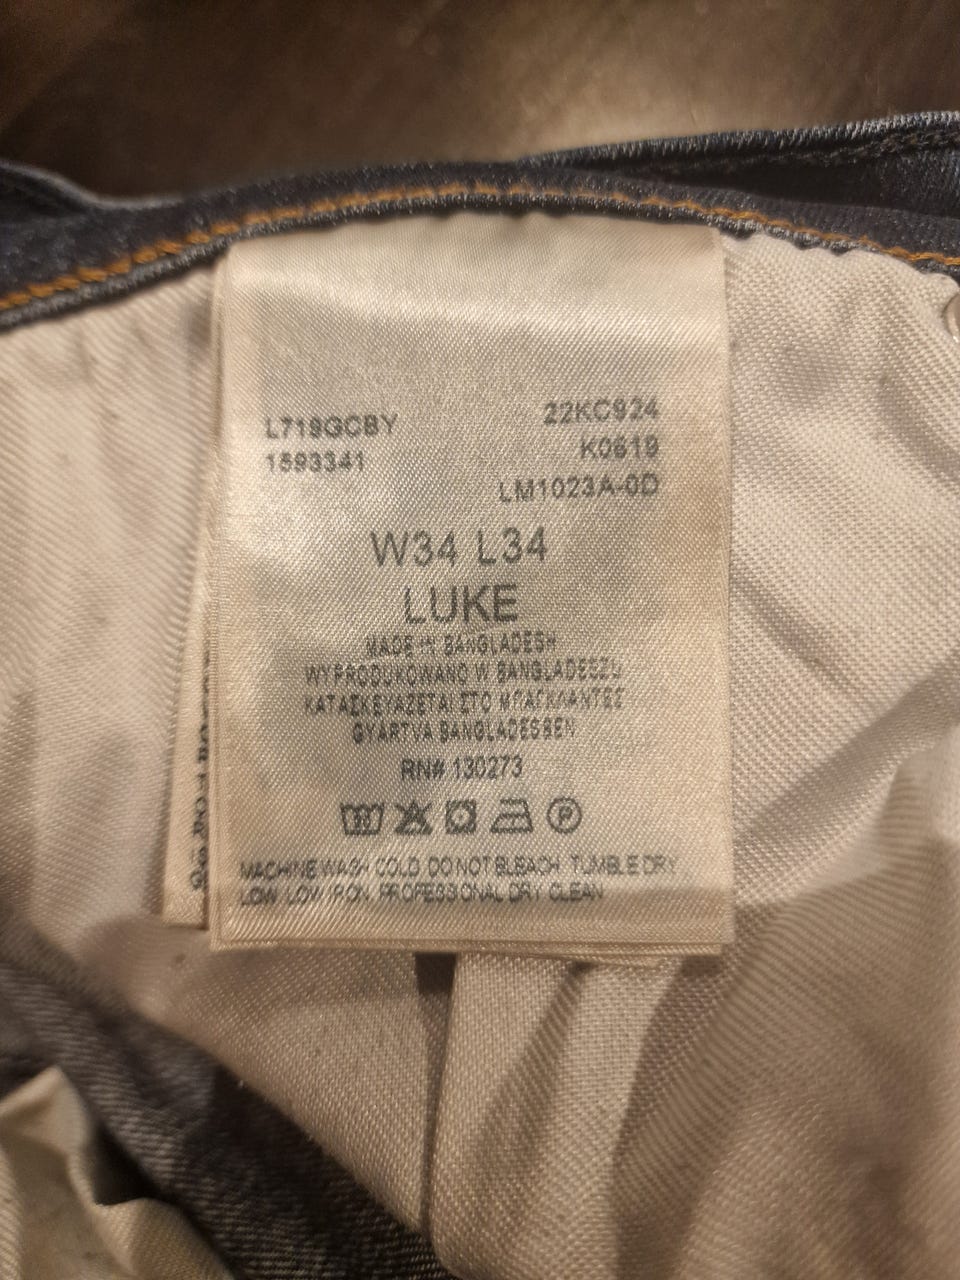 L719GCBY 22KC924
1593341 K0619
LM1023A-0D
W34 L34
LUKE
MADE IN BANGLADESH
WYPRODUKOWANO W BANGLADESZU
ΚΑΤΑΣΚΕΥΑΖΕΤΑΙ ΣΤΟ ΜΠΑΓΚΛΑΝΤΕΣ
GYÁRTVA BANGLADESBEN
RN# 130273
P
MACHINE WASH COLD DO NOT BLEACH TUMBLE DRY
LOW LOW IRON, PROFESSIONAL DRY CLEAN